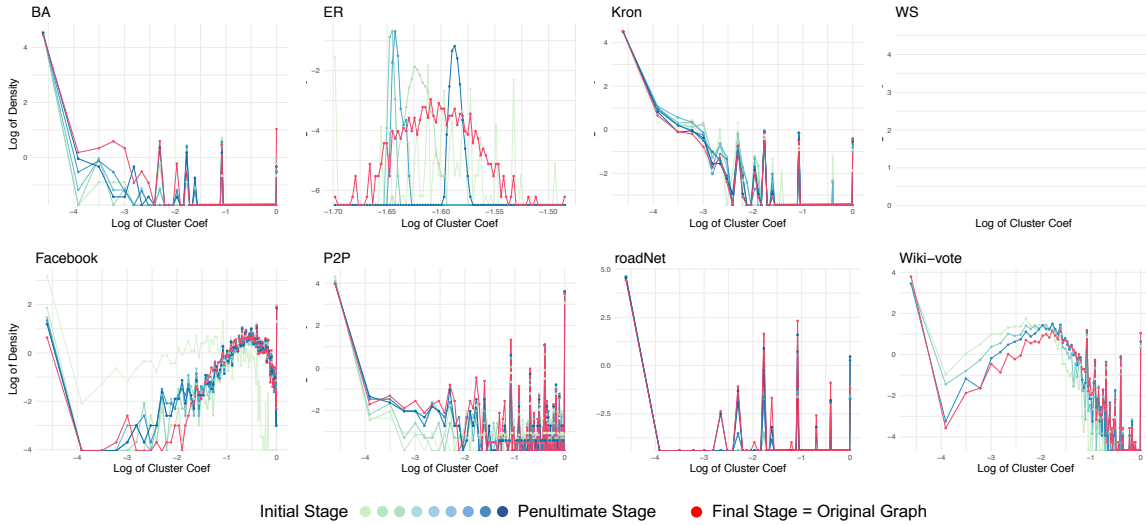 BA
ER
Kron
WS
Log of Density
4
2
0
−4 −3 −2 −1 0
Log of Cluster Coef
−2
−4
−6
−1.70 −1.65 −1.60 −1.55 −1.50
Log of Cluster Coef
4
2
0
−2
−4 −3 −2 −1 0
Log of Cluster Coef
4
3
2
1
0
Log of Cluster Coef
Facebook
P2P
roadNet
Wiki−vote
Log of Density
2
0
−2
−4
−4 −3 −2 −1 0
Log of Cluster Coef
4
2
0
−2
−4 −3 −2 −1 0
Log of Cluster Coef
5.0
2.5
0.0
−2.5
−4 −3 −2 −1 0
Log of Cluster Coef
4
2
0
−2
−4
−4 −3 −2 −1 0
Log of Cluster Coef
Initial Stage Penultimate Stage Final Stage = Original Graph